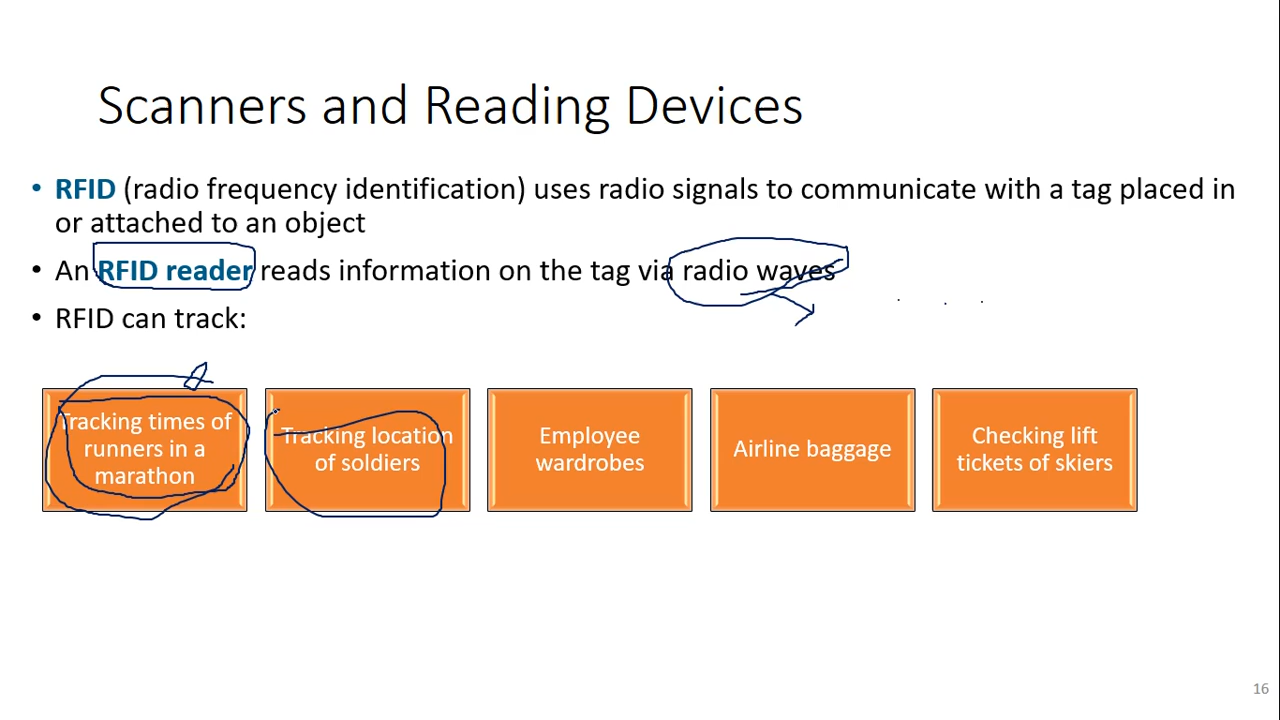 Scanners and Reading Devices
• RFID (radio frequency identification) uses radio signals to communicate with a tag placed in
or attached to an object
• An RFID reader reads information on the tag via radio waves
• RFID can track:
Tracking times of
runners in a
marathon
Tracking location
of soldiers
Employee
wardrobes
Airline baggage
Checking lift
tickets of skiers
16